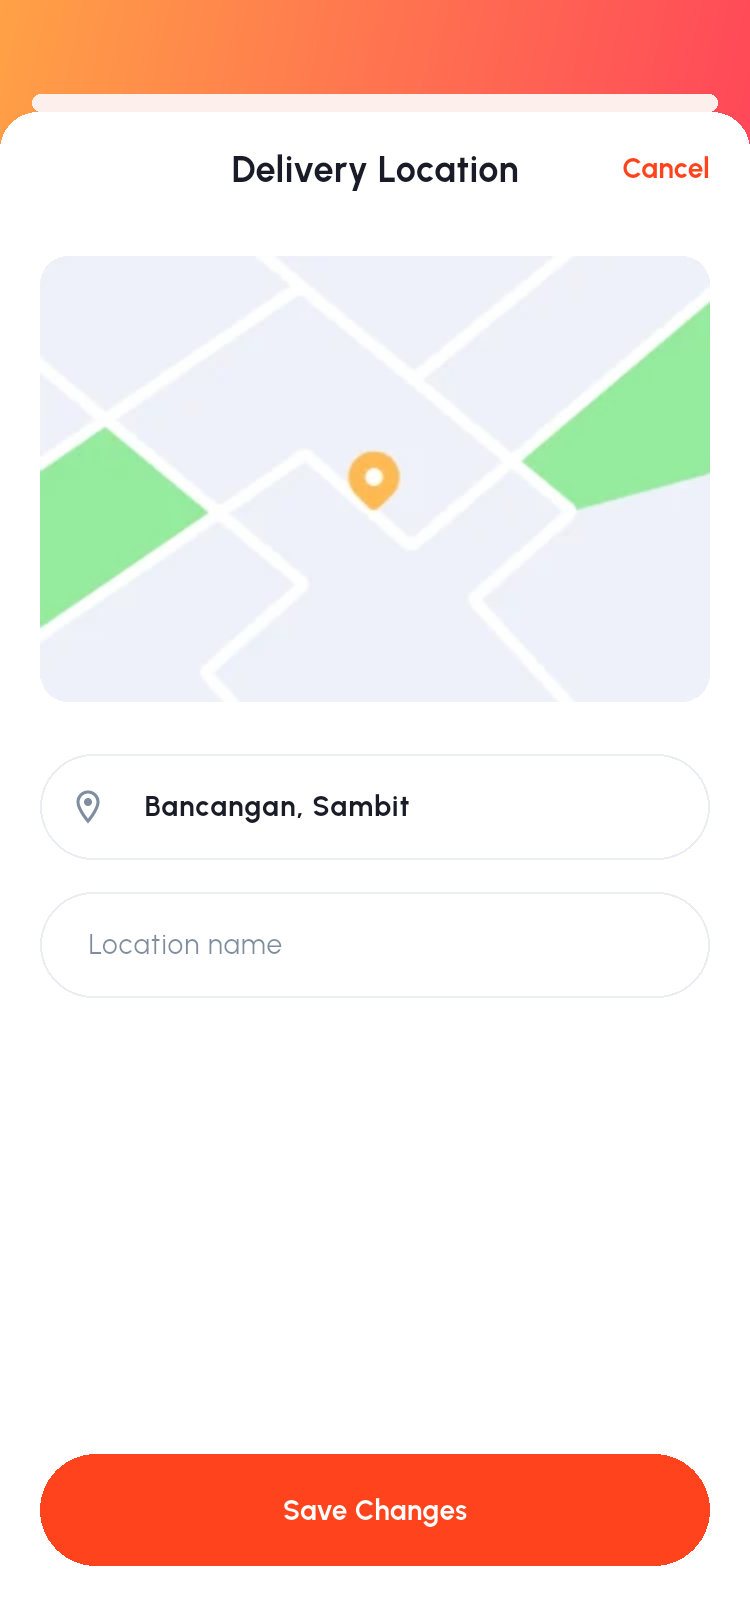 Delivery Location
Cancel
Bancangan, Sambit
Location name
Save Changes